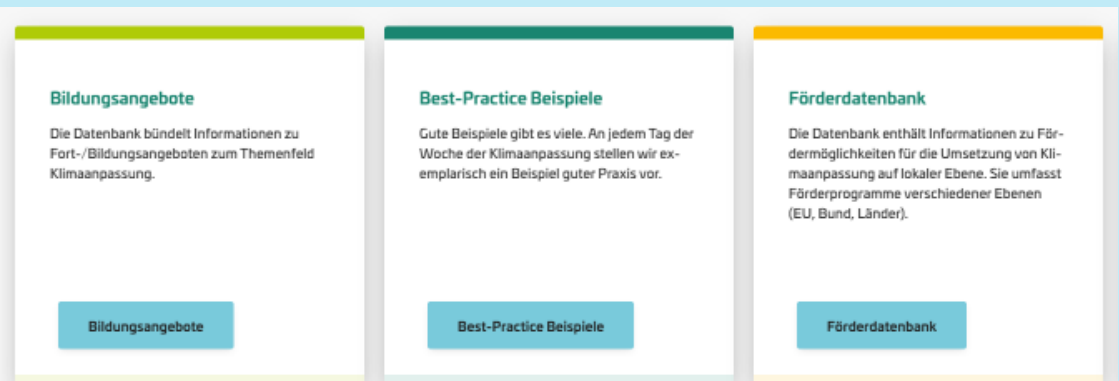 Bildungsangebote
Die Datenbank bündelt Informationen zu
Fort-/Bildungsangeboten zum Themenfeld
Klimaanpassung.
Bildungsangebote
Best-Practice Beispiele
Gute Beispiele gibt es viele. An jedem Tag der
Woche der Klimaanpassung stellen wir ex-
emplarisch ein Beispiel guter Praxis vor.
Best-Practice Beispiele
Förderdatenbank
Die Datenbank enthält Informationen zu För-
dermöglichkeiten für die Umsetzung von Kli-
maanpassung auf lokaler Ebene. Sie umfasst
Förderprogramme verschiedener Ebenen
(EU, Bund, Länder).
Förderdatenbank